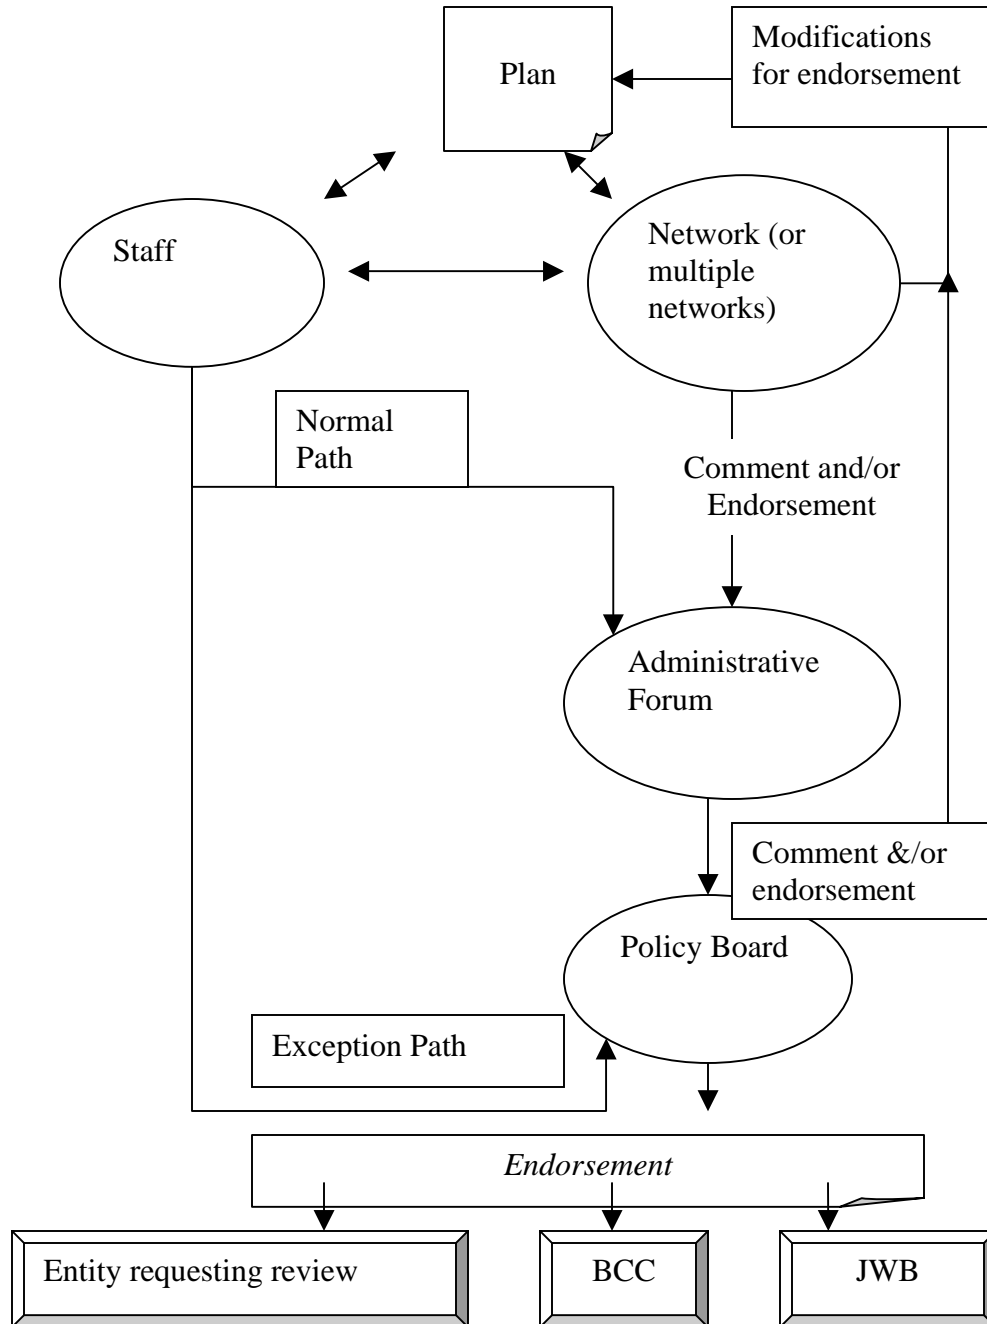 Plan
Modifications
for endorsement
Staff
Network (or
multiple
networks)
Normal
Path
Comment and/or
Endorsement
Administrative
Forum
Comment &/or
endorsement
Policy Board
Exception Path
Endorsement
Entity requesting review
BCC
JWB